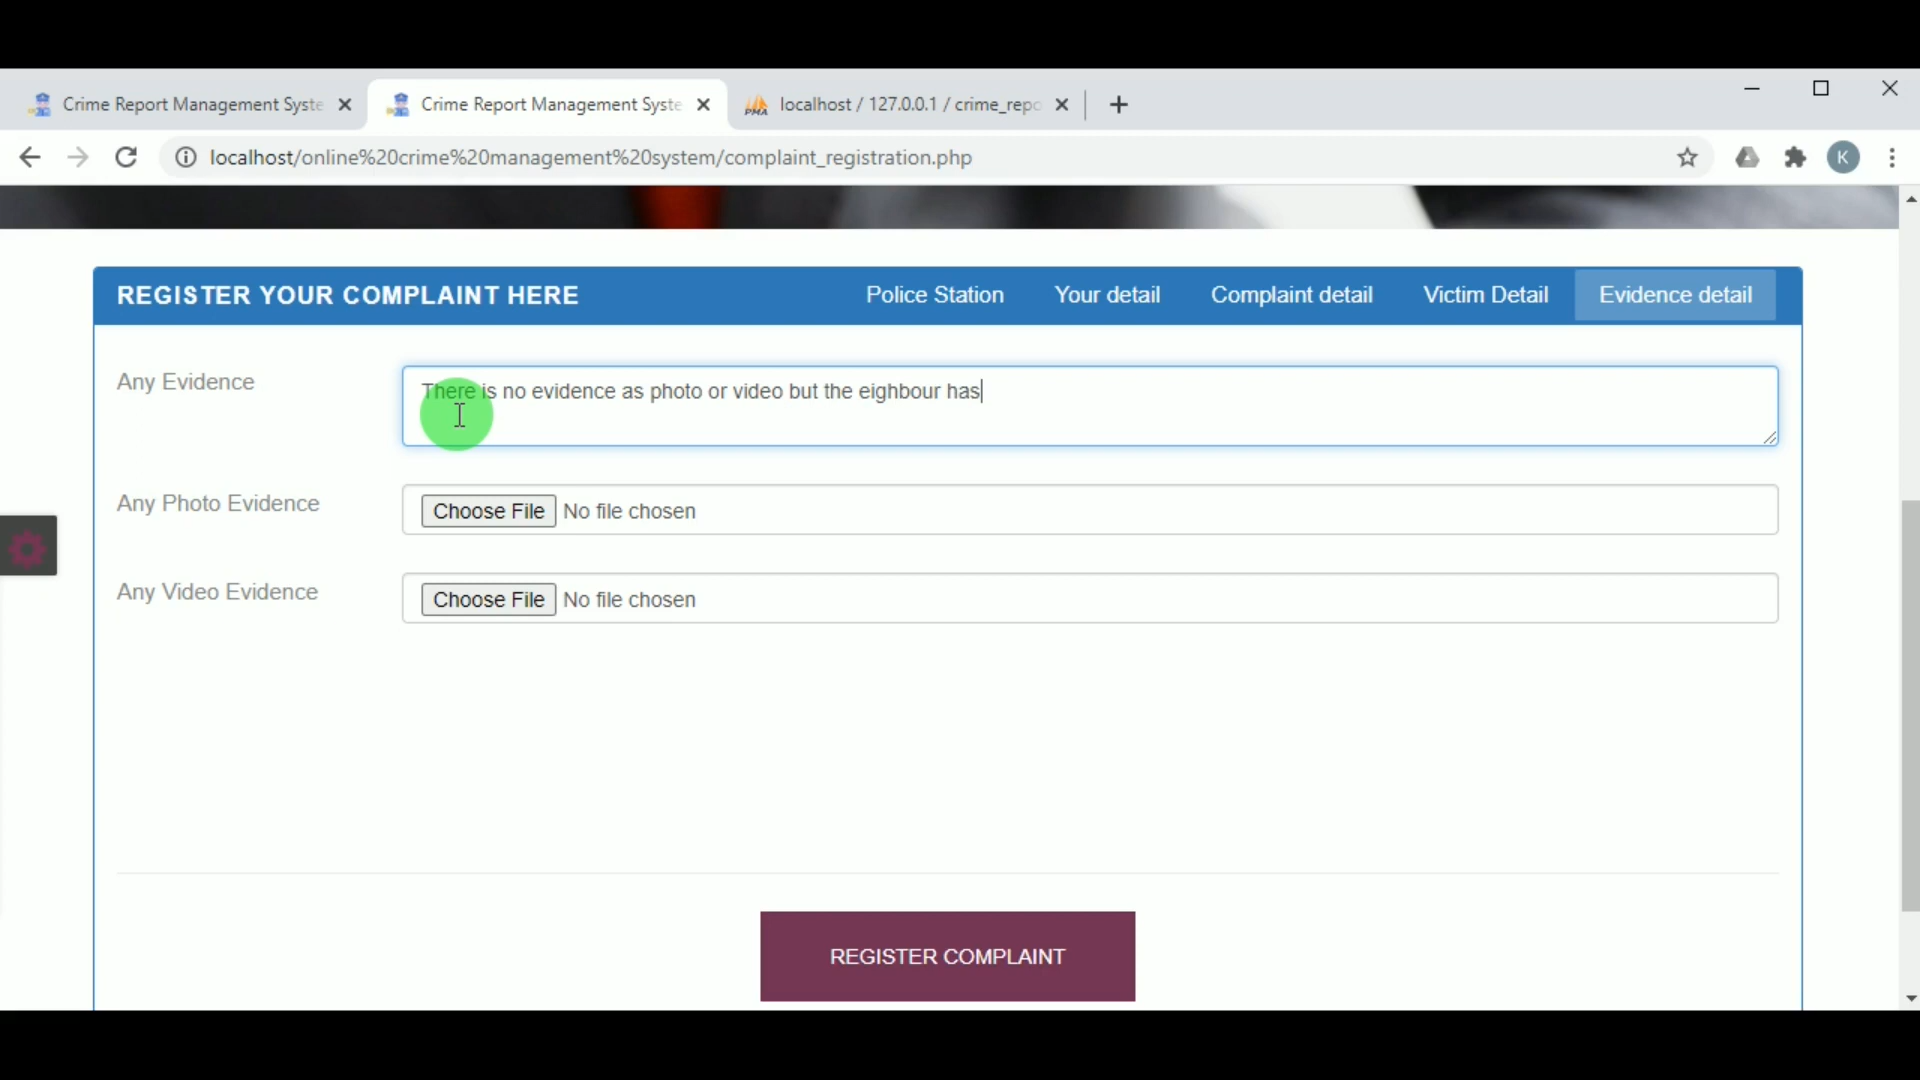 Crime Report Management Syste
Crime Report Management Syste
PMA localhost / 127.0.0.1 / crime_repo
localhost/online%20crime%20management%20system/complaint_registration.php
K
REGISTER YOUR COMPLAINT HERE
Police Station
Your detail
Complaint detail
Victim Detail
Evidence detail
Any Evidence
There is no evidence as photo or video but the eighbour has
Any Photo Evidence
Choose File No file chosen
Any Video Evidence
Choose File No file chosen
REGISTER COMPLAINT